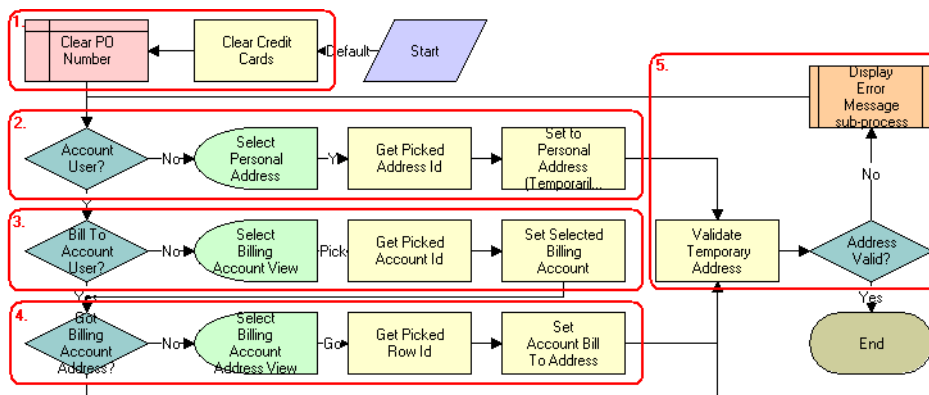 1.
Clear PO
Number
Clear Credit
Cards
Default
Start
5.
Display
Error
Message
sub-process
2.
Account
User?
No
Select
Personal
Address
Y
Get Picked
Address Id
Set to
Personal
Address
(Temporaril...
No
Y
3.
Bill To
Account
User?
No
Select
Billing
Account View
Pick
Get Picked
Account Id
Set Selected
Billing
Account
Validate
Temporary
Address
Address
Valid?
Yes
Yes
4.
Got
Billing
Account
Address?
No
Select
Billing
Account
Address View
Go
Get Picked
Row Id
Set
Account Bill
To Address
End